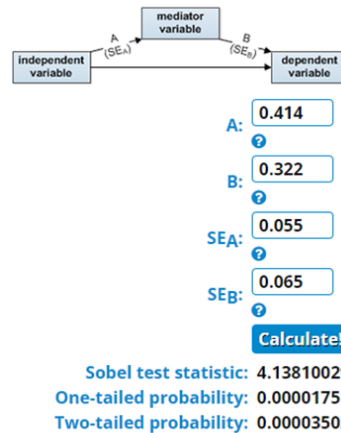 mediator
variable
A
(SEA)
B
(SEB)
independent
variable
dependent
variable
A: 0.414
?
B: 0.322
?
SEA: 0.055
?
SEB: 0.065
?
Calculate!
Sobel test statistic: 4.1381002
One-tailed probability: 0.0000175
Two-tailed probability: 0.0000350